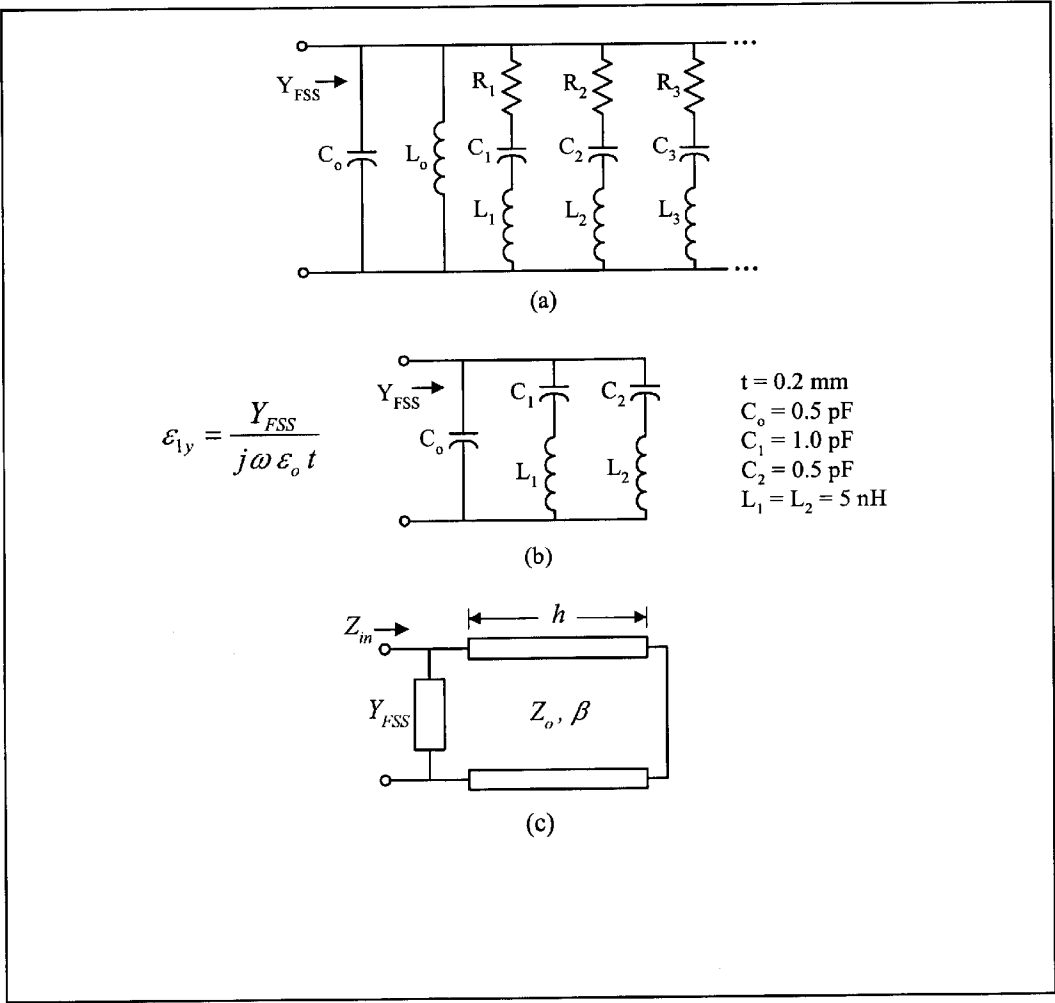 ...
Y_FSS
R_1 R_2 R_3
C_o L_o C_1 C_2 C_3
L_1 L_2 L_3
...
(a)
ε_1y = Y_FSS / jω ε_o t
Y_FSS
C_1 C_2
C_o L_1 L_2
t = 0.2 mm
C_o = 0.5 pF
C_1 = 1.0 pF
C_2 = 0.5 pF
L_1 = L_2 = 5 nH
(b)
h
Z_in
Y_FSS Z_o, β
(c)